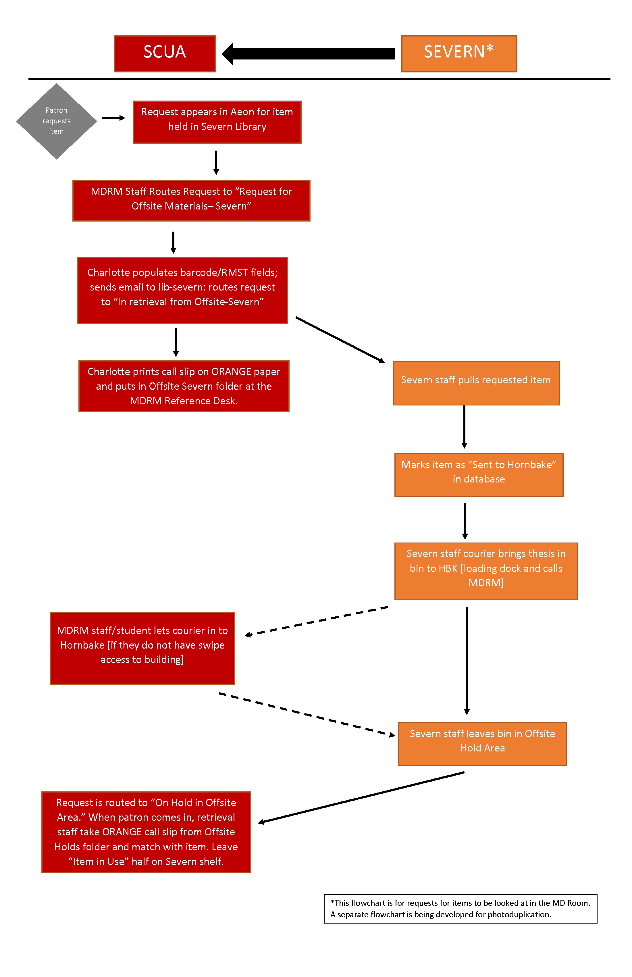 SCUA
SEVERN*
Patron
requests
item
Request appears in Aeon for item
held in Severn Library
MDRM Staff Routes Request to “Request for
Offsite Materials– Severn”
Charlotte populates barcode/RMST fields;
sends email to lib-severn: routes request
to “In retrieval from Offsite-Severn”
Charlotte prints call slip on ORANGE paper
and puts in Offsite Severn folder at the
MDRM Reference Desk.
Severn staff pulls requested item
Marks item as “Sent to Hornbake”
in database
Severn staff courier brings thesis in
bin to HBK [loading dock and calls
MDRM]
MDRM staff/student lets courier in to
Hornbake [if they do not have swipe
access to building]
Severn staff leaves bin in Offsite
Hold Area
Request is routed to “On Hold in Offsite
Area.” When patron comes in, retrieval
staff take ORANGE call slip from Offsite
Holds folder and match with item. Leave
“Item in Use” half on Severn shelf.
*This flowchart is for requests for items to be looked at in the MD Room.
A separate flowchart is being developed for photoduplication.